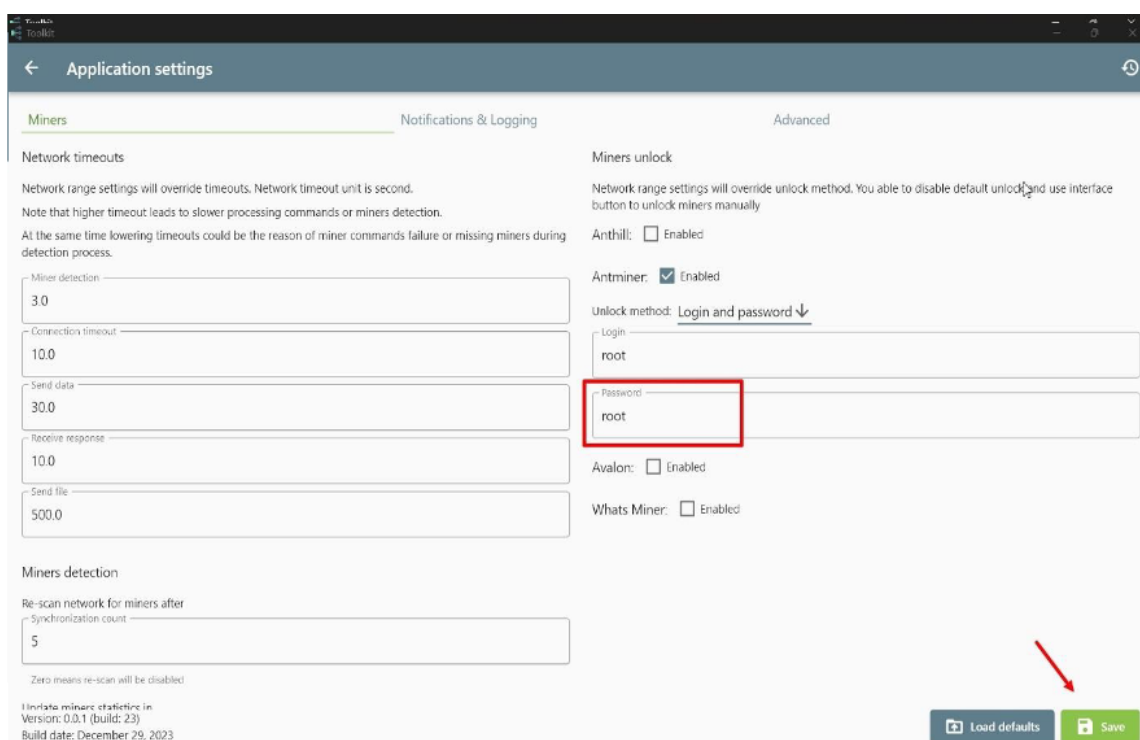 Toolkit
Toolkit
Application settings
Miners
Notifications & Logging
Advanced
Network timeouts
Network range settings will override timeouts. Network timeout unit is second.
Note that higher timeout leads to slower processing commands or miners detection.
At the same time lowering timeouts could be the reason of miner commands failure or missing miners during
detection process.
Miner detection
3.0
Connection timeout
10.0
Send data
30.0
Receive response
10.0
Send file
500.0
Miners detection
Re-scan network for miners after
Synchronization count
5
Zero means re-scan will be disabled
Update miners statistics in
Version: 0.0.1 (build: 23)
Build date: December 29, 2023
Miners unlock
Network range settings will override unlock method. You able to disable default unlock and use interface
button to unlock miners manually
Anthill: Enabled
Antminer: Enabled
Unlock method: Login and password
Login
root
Password
root
Avalon: Enabled
Whats Miner: Enabled
Load defaults
Save